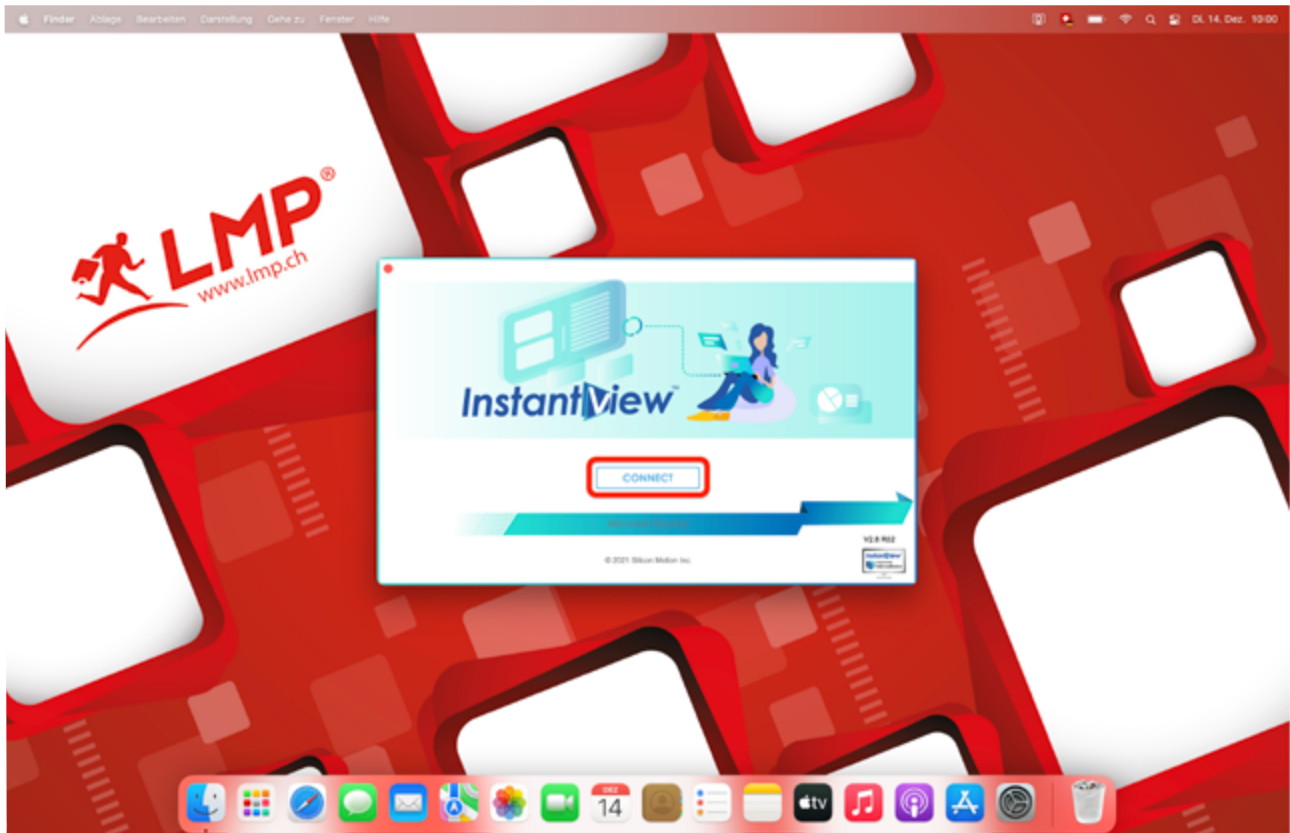 Finder Ablage Bearbeiten Darstellung Gehe zu Fenster Hilfe
Di. 14. Dez. 10:00
LMP®
www.lmp.ch
InstantView™
CONNECT
V2.8 R02
© 2021 Silicon Motion Inc.
InstantView
DEZ
14
tv